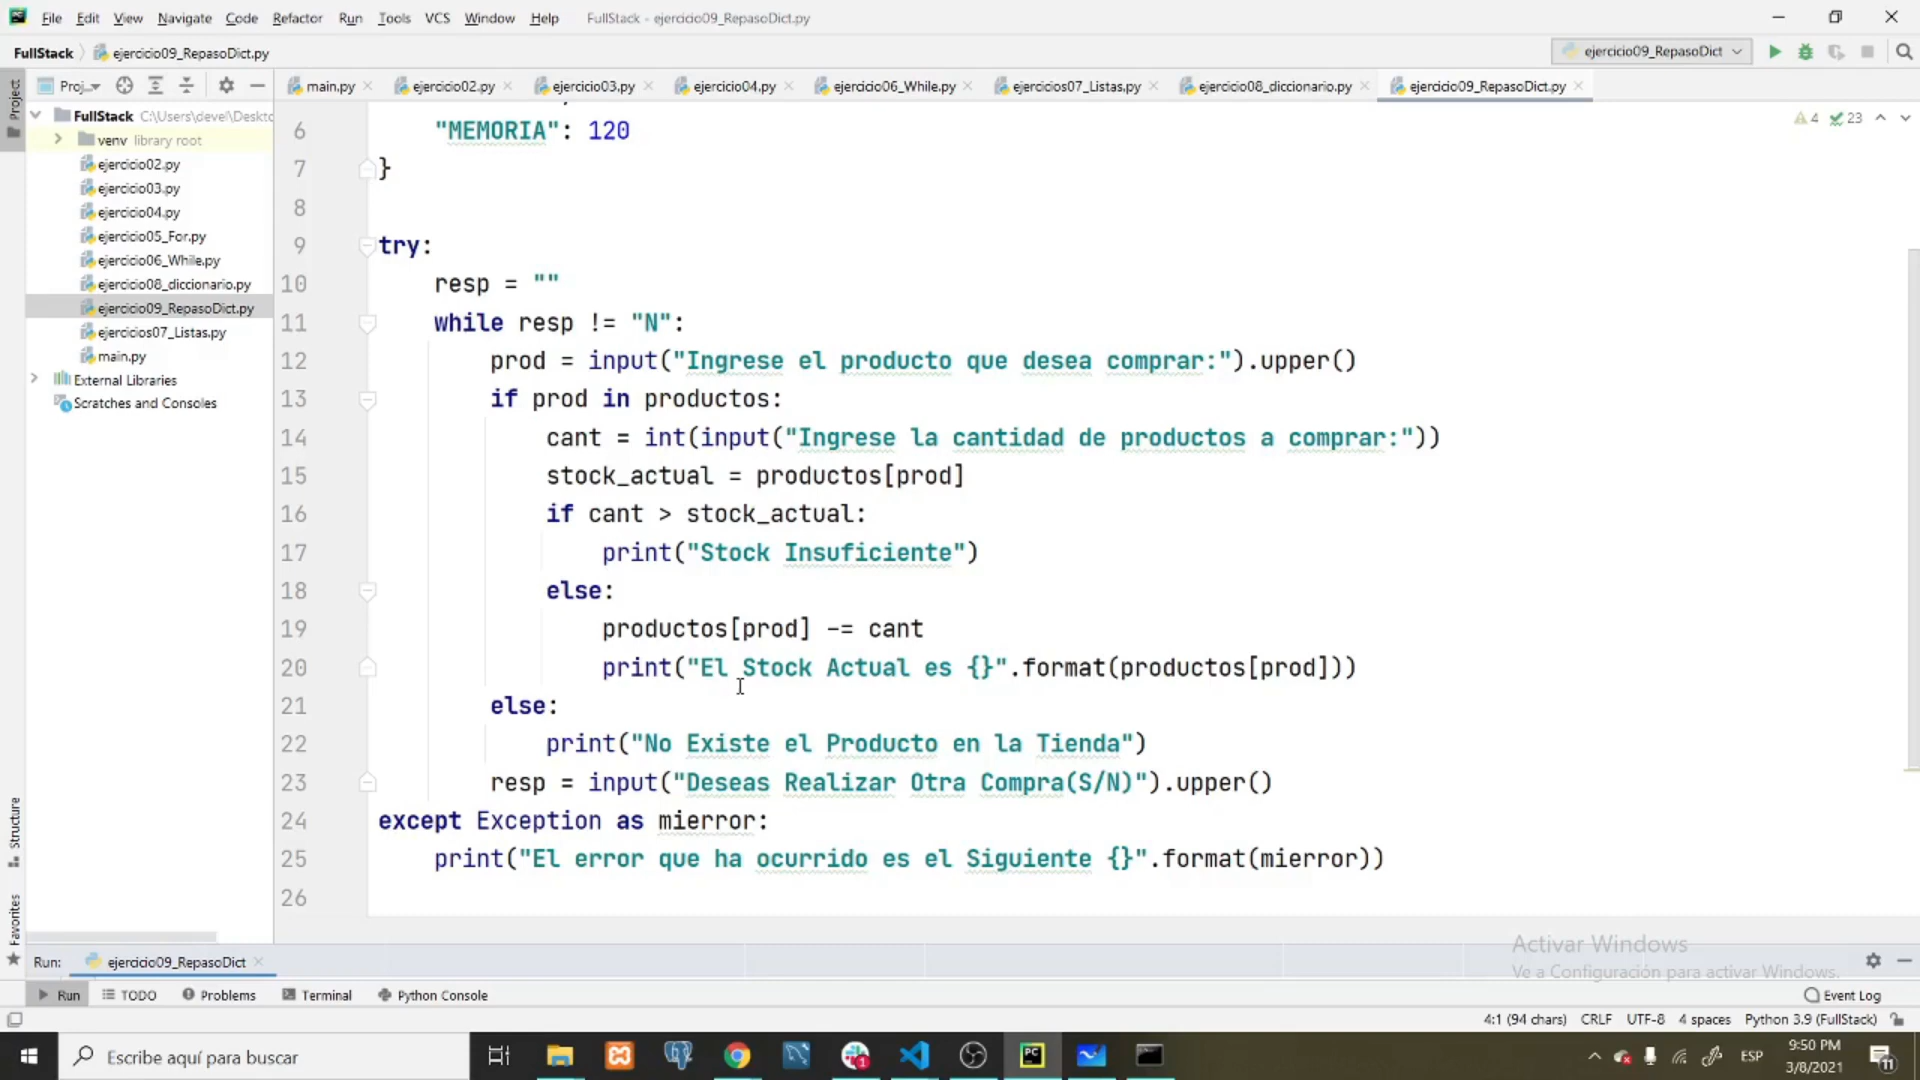 File Edit View Navigate Code Refactor Run Tools VCS Window Help FullStack - ejercicio09_RepasoDict.py
FullStack ejercicio09_RepasoDict.py ejercicio09_RepasoDict
Project Proj... main.py ejercicio02.py ejercicio03.py ejercicio04.py ejercicio06_While.py ejercicios07_Listas.py ejercicio08_diccionario.py ejercicio09_RepasoDict.py
FullStack C:\Users\devel\Deskto
venv library root
ejercicio02.py
ejercicio03.py
ejercicio04.py
ejercicio05_For.py
ejercicio06_While.py
ejercicio08_diccionario.py
ejercicio09_RepasoDict.py
ejercicios07_Listas.py
main.py
External Libraries
Scratches and Consoles
4 23
6 "MEMORIA": 120
7 }
8
9 try:
10 resp = ""
11 while resp != "N":
12 prod = input("Ingrese el producto que desea comprar:").upper()
13 if prod in productos:
14 cant = int(input("Ingrese la cantidad de productos a comprar:"))
15 stock_actual = productos[prod]
16 if cant > stock_actual:
17 print("Stock Insuficiente")
18 else:
19 productos[prod] -= cant
20 print("El Stock Actual es {}".format(productos[prod]))
21 else:
22 print("No Existe el Producto en la Tienda")
23 resp = input("Deseas Realizar Otra Compra(S/N)").upper()
24 except Exception as mierror:
25 print("El error que ha ocurrido es el Siguiente {}".format(mierror))
26
Structure
Favorites
Activar Windows
Ve a Configuración para activar Windows.
Run: ejercicio09_RepasoDict
Run TODO Problems Terminal Python Console Event Log
4:1 (94 chars) CRLF UTF-8 4 spaces Python 3.9 (FullStack)
Escribe aquí para buscar
ESP
9:50 PM
3/8/2021
11